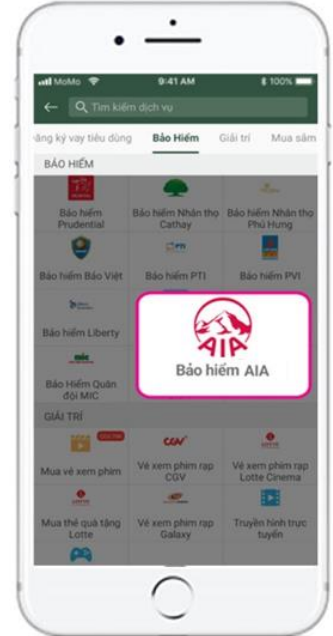 MoMo 9:41 AM 100%
Tìm kiếm dịch vụ
Đăng ký vay tiêu dùng Bảo Hiểm Giải trí Mua sắm
BẢO HIỂM
Bảo hiểm Prudential
Bảo hiểm Nhân thọ Cathay
Bảo hiểm Nhân thọ Phú Hưng
Bảo hiểm Bảo Việt
PTI
Bảo hiểm PTI
Bảo hiểm PVI
Bảo hiểm Liberty
AIA
Bảo hiểm AIA
Bảo Hiểm Quân đội MIC
GIẢI TRÍ
Mua vé xem phim
CGV
Vé xem phim rạp CGV
LOTTE
Vé xem phim rạp Lotte Cinema
Mua thẻ quà tặng Lotte
Vé xem phim rạp Galaxy
Truyền hình trực tuyến